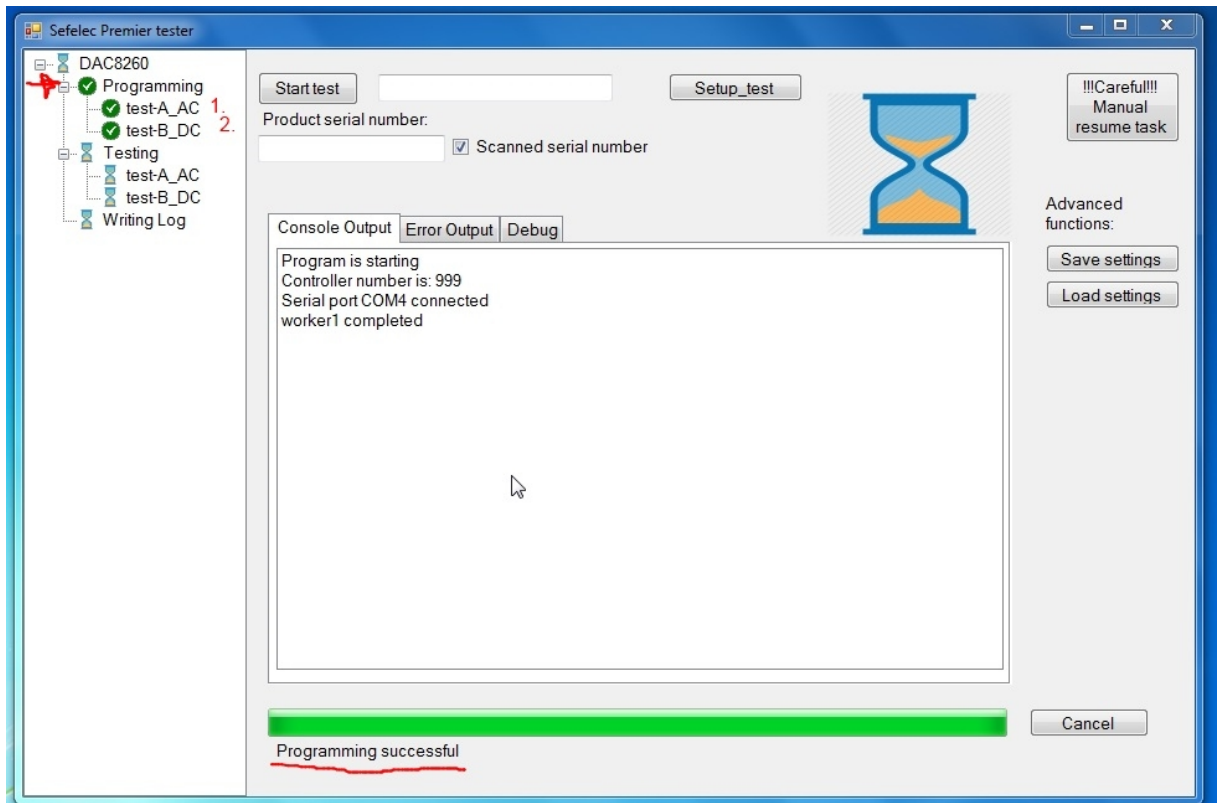 Sefelec Premier tester
DAC8260
Programming
test-A_AC 1.
test-B_DC 2.
Testing
test-A_AC
test-B_DC
Writing Log
Start test
Setup_test
Product serial number:
Scanned serial number
!!!Careful!!!
Manual
resume task
Advanced
functions:
Save settings
Load settings
Console Output Error Output Debug
Program is starting
Controller number is: 999
Serial port COM4 connected
worker1 completed
Cancel
Programming successful